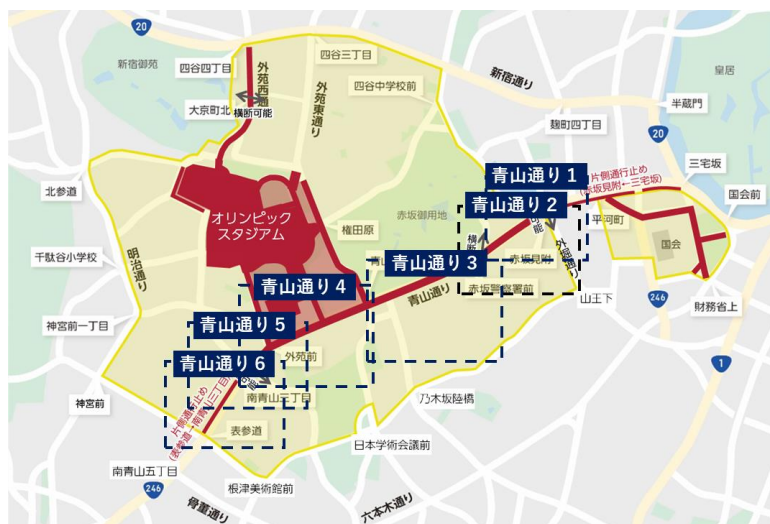 20
四谷三丁目
新宿御苑
四谷四丁目
外苑西通り
外苑東通り
新宿通り
皇居
四谷中学校前
大京町北
横断可能
半蔵門
麹町四丁目
20
北参道
青山通り1
片側通行止め
(赤坂見附←三宅坂)
三宅坂
国会前
青山通り2
平河町
オリンピック
スタジアム
権田原
赤坂御用地
外堀通り
国会
千駄谷小学校
明治通り
青山通り3
赤坂見附
青山通り4
青山通り
赤坂警察署前
山王下
246
財務省上
神宮前一丁目
青山通り5
外苑前
青山通り6
1
神宮前
片側通行止め
(表参道→南青山三丁目)
南青山三丁目
乃木坂陸橋
表参道
日本学術会議前
南青山五丁目
246
根津美術館前
骨董通り
六本木通り